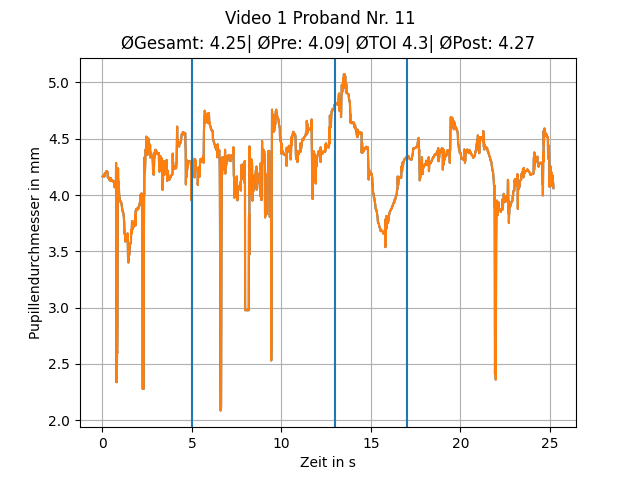 Video 1 Proband Nr. 11
ØGesamt: 4.25| ØPre: 4.09| ØTOI 4.3| ØPost: 4.27
5.0
4.5
4.0
3.5
3.0
2.5
2.0
Pupillendurchmesser in mm
0 5 10 15 20 25
Zeit in s